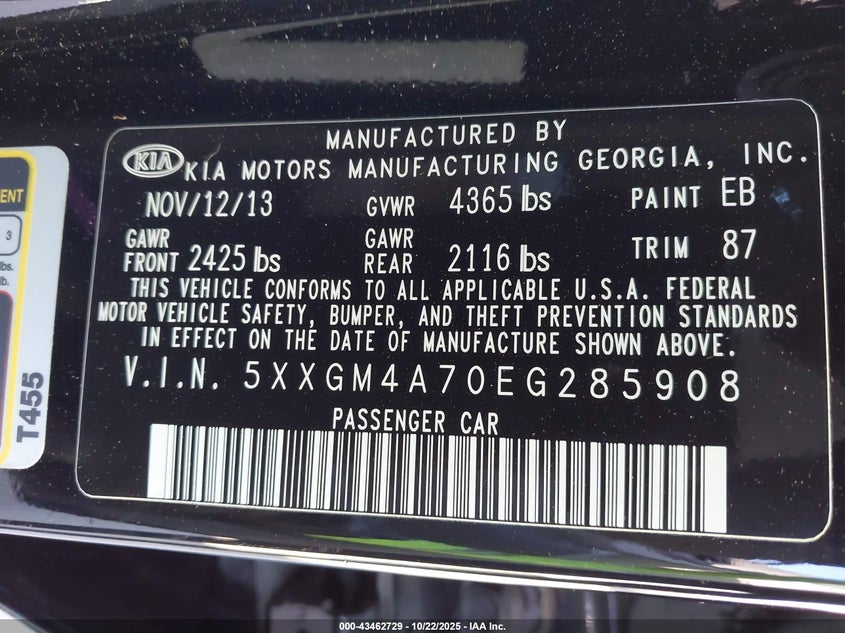 MANUFACTURED BY
KIA KIA MOTORS MANUFACTURING GEORGIA, INC.
NOV/12/13 GVWR 4365 lbs PAINT EB
GAWR FRONT 2425 lbs GAWR REAR 2116 lbs TRIM 87
THIS VEHICLE CONFORMS TO ALL APPLICABLE U.S.A. FEDERAL
MOTOR VEHICLE SAFETY, BUMPER, AND THEFT PREVENTION STANDARDS
IN EFFECT ON THE DATE OF MANUFACTURE SHOWN ABOVE.
V.I.N. 5XXGM4A70EG285908
PASSENGER CAR
3
lbs.
lb.
T455
000-43462729 - 10/22/2025 - IAA Inc.